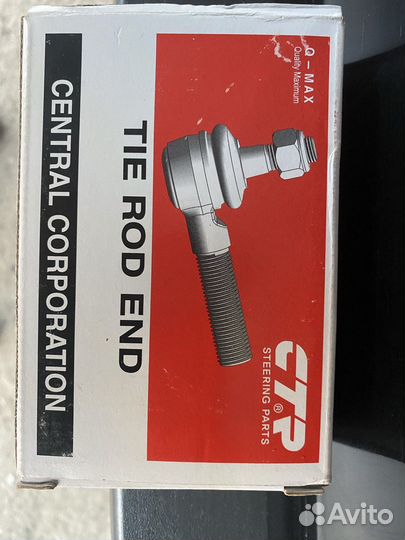 Q-MAX
Quality Maximum
CTR®
STEERING PARTS
TIE ROD END
CENTRAL CORPORATION
Avito